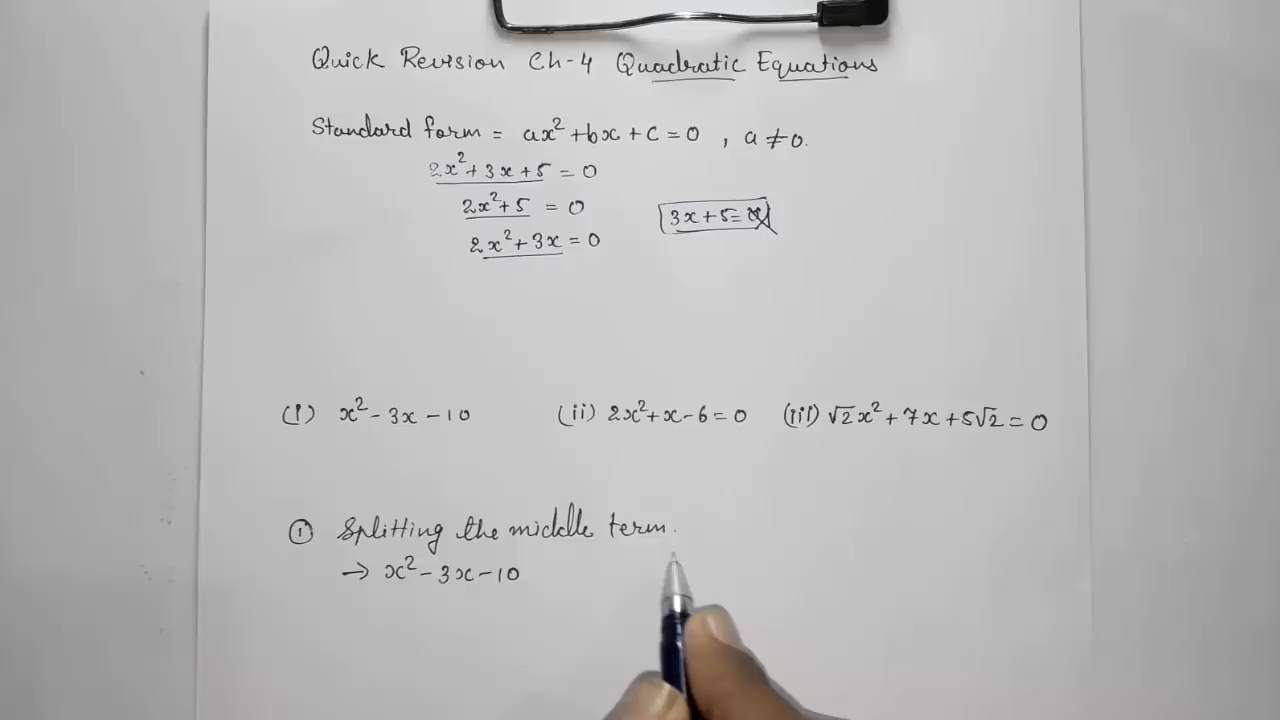 Quick Revision Ch-4 Quadratic Equations
Standard form = ax²+bx+c=0 , a≠0.
2x²+3x+5 = 0
2x²+5 = 0 3x+5=0
2x²+3x=0
(i) x²-3x-10 (ii) 2x²+x-6=0 (iii) √2x²+7x+5√2=0
① Splitting the middle term.
→ x²-3x-10